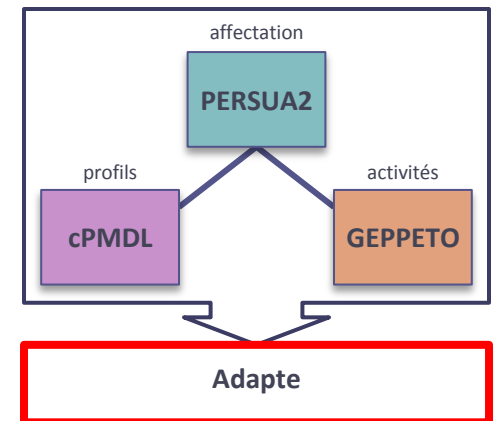 affectation
PERSUA2
profils
activités
cPMDL
GEPPETO
Adapte